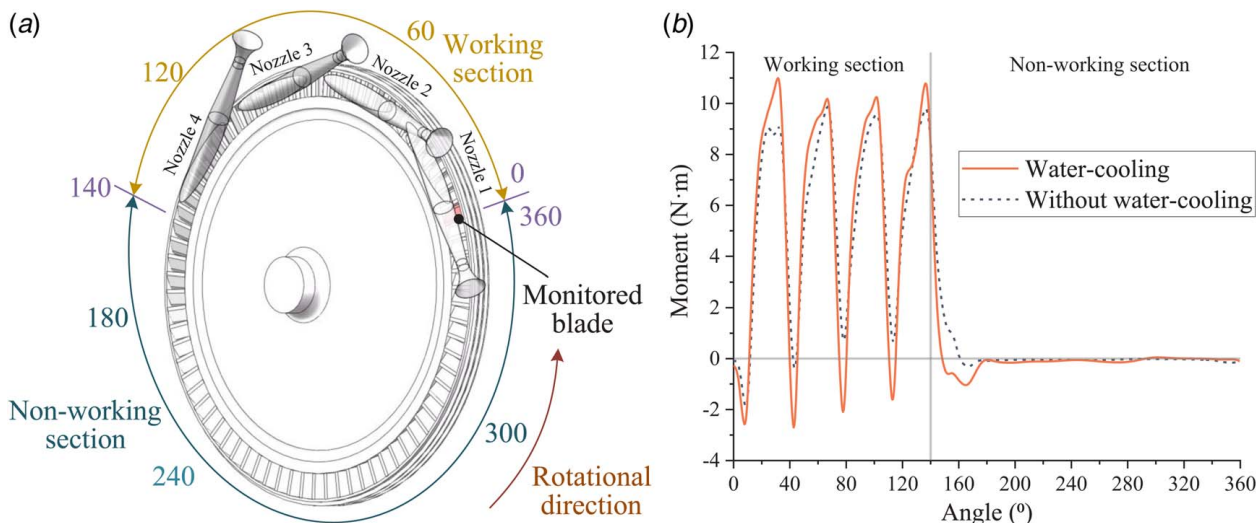 (a)
60
Working
section
120
Nozzle 3
Nozzle 2
Nozzle 4
Nozzle 1
140
0
360
Monitored
blade
180
Non-working
section
240
300
Rotational
direction
(b)
12
10
8
6
4
2
0
-2
-4
Moment (N·m)
Working section
Non-working section
Water-cooling
Without water-cooling
0 40 80 120 160 200 240 280 320 360
Angle (º)